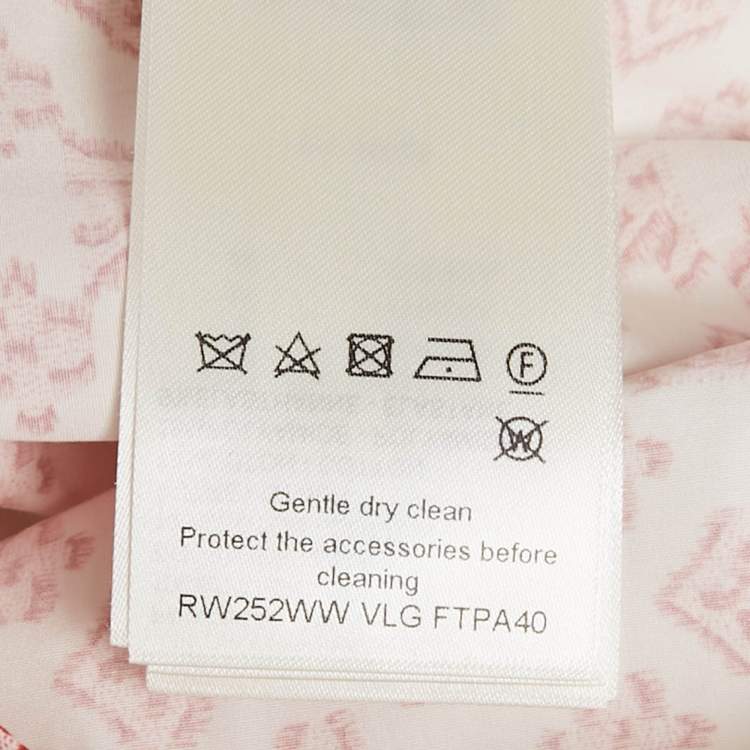 F
W
Gentle dry clean
Protect the accessories before
cleaning
RW252WW VLG FTPA40